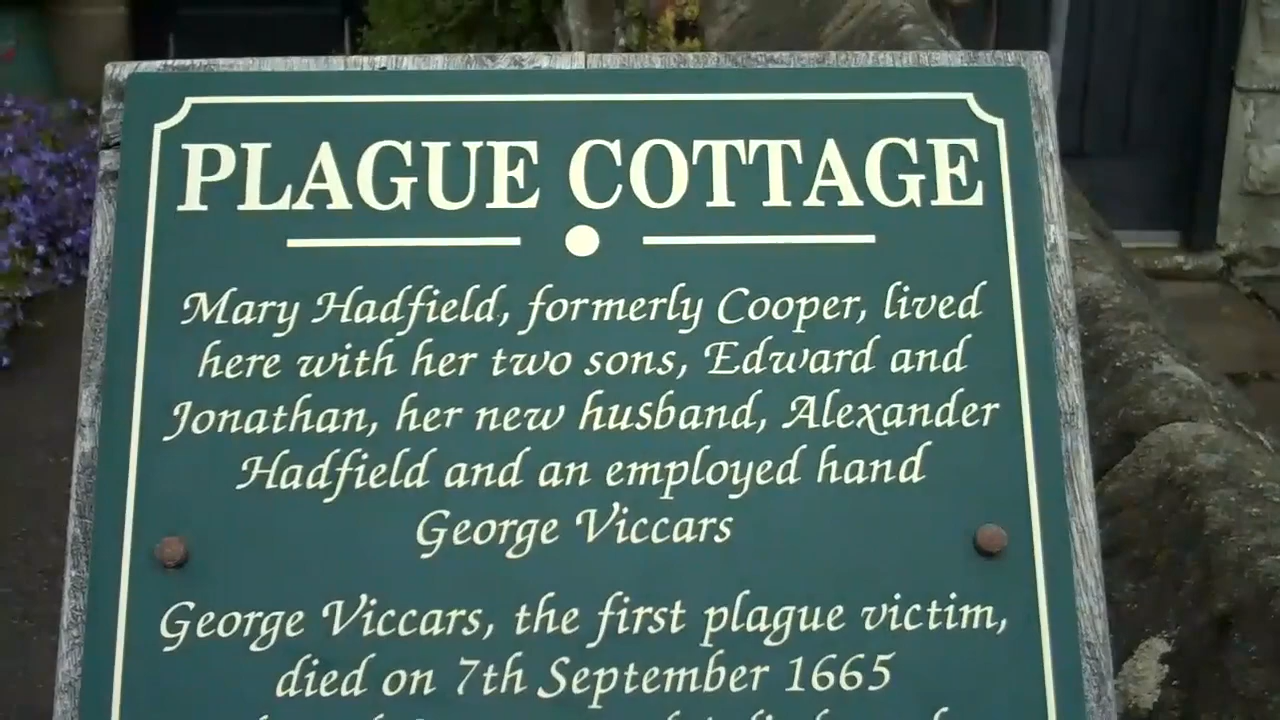 PLAGUE COTTAGE
Mary Hadfield, formerly Cooper, lived
here with her two sons, Edward and
Jonathan, her new husband, Alexander
Hadfield and an employed hand
George Viccars
George Viccars, the first plague victim,
died on 7th September 1665